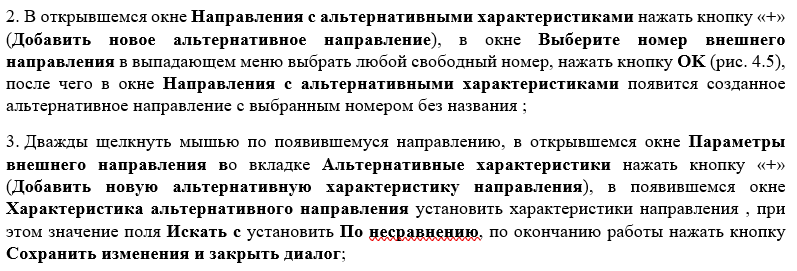 2. В открывшемся окне Направления с альтернативными характеристиками нажать кнопку «+»
(Добавить новое альтернативное направление), в окне Выберите номер внешнего
направления в выпадающем меню выбрать любой свободный номер, нажать кнопку OK (рис. 4.5),
после чего в окне Направления с альтернативными характеристиками появится созданное
альтернативное направление с выбранным номером без названия ;
3. Дважды щелкнуть мышью по появившемуся направлению, в открывшемся окне Параметры
внешнего направления во вкладке Альтернативные характеристики нажать кнопку «+»
(Добавить новую альтернативную характеристику направления), в появившемся окне
Характеристика альтернативного направления установить характеристики направления , при
этом значение поля Искать с установить По несравнению, по окончанию работы нажать кнопку
Сохранить изменения и закрыть диалог;